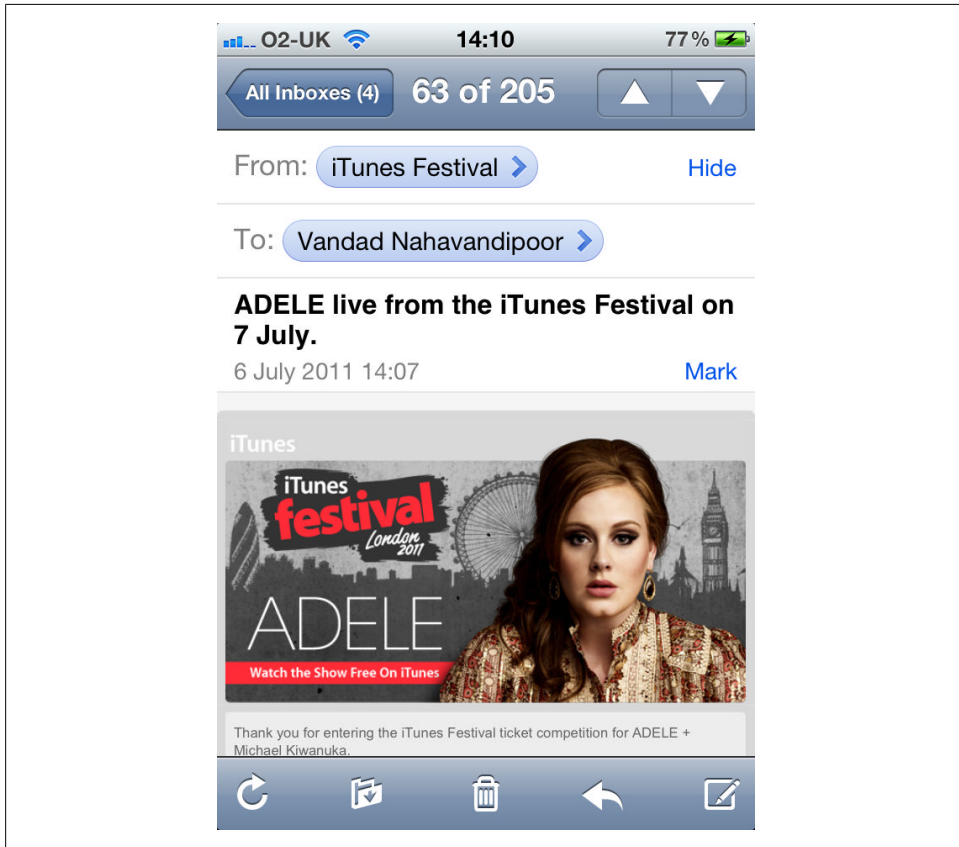 O2-UK 14:10 77%
All Inboxes (4) 63 of 205
From: iTunes Festival Hide
To: Vandad Nahavandipoor
ADELE live from the iTunes Festival on
7 July.
6 July 2011 14:07 Mark
iTunes
iTunes
festival
London
2011
ADELE
Watch the Show Free On iTunes
Thank you for entering the iTunes Festival ticket competition for ADELE +
Michael Kiwanuka.